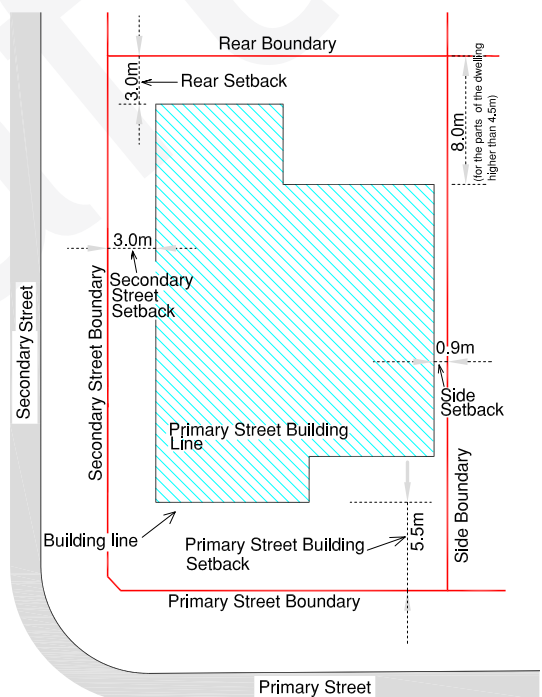 Rear Boundary
3.0m
Rear Setback
8.0m
(for the parts of the dwelling
higher than 4.5m)
3.0m
Secondary
Street
Setback
Secondary Street
Secondary Street Boundary
0.9m
Side
Setback
Primary Street Building
Line
Building line
Primary Street Building
Setback
5.5m
Side Boundary
Primary Street Boundary
Primary Street